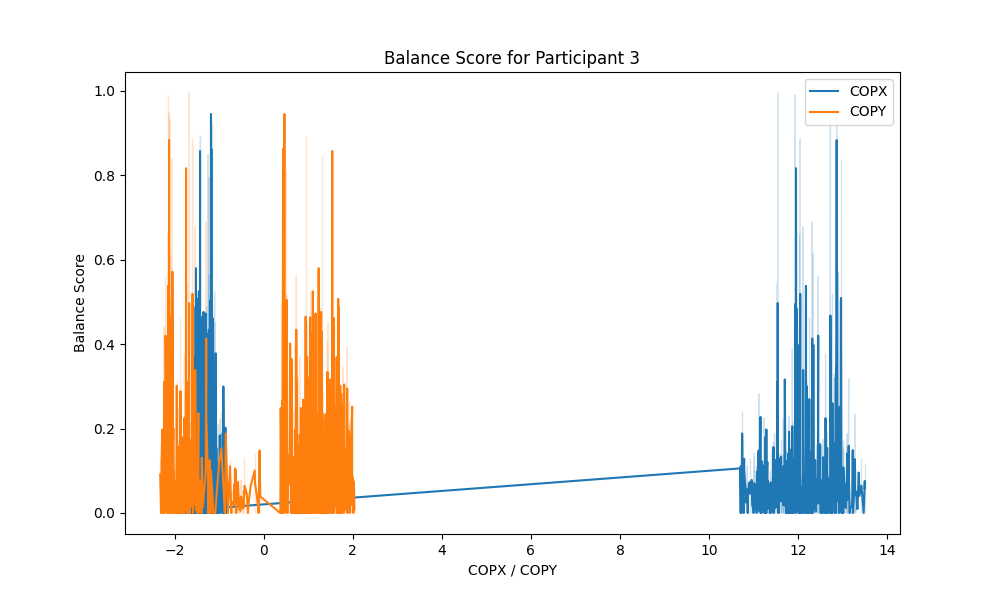 Balance Score for Participant 3
COPX
COPY
Balance Score
1.0
0.8
0.6
0.4
0.2
0.0
−2 0 2 4 6 8 10 12 14
COPX / COPY